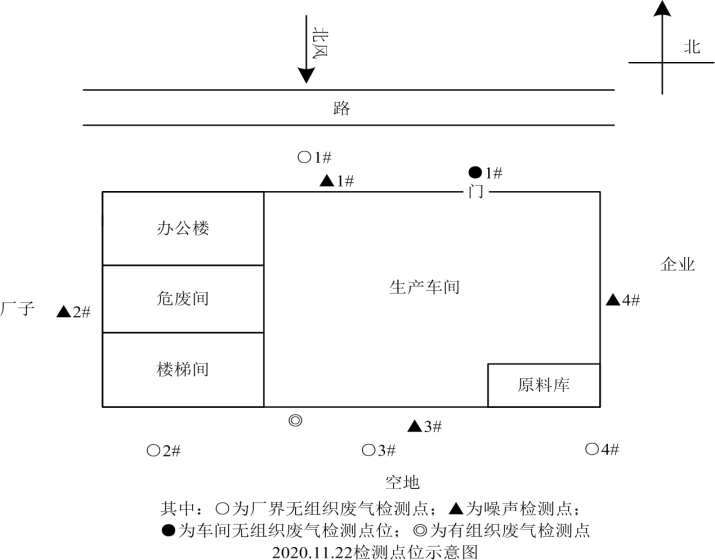 北风
北
路
○1#
▲1#
●1#
门
办公楼
企业
危废间
生产车间
厂子
▲2#
▲4#
楼梯间
原料库
◎
▲3#
○2#
○3#
○4#
空地
其中：○为厂界无组织废气检测点；▲为噪声检测点；
●为车间无组织废气检测点位；◎为有组织废气检测点
2020.11.22检测点位示意图